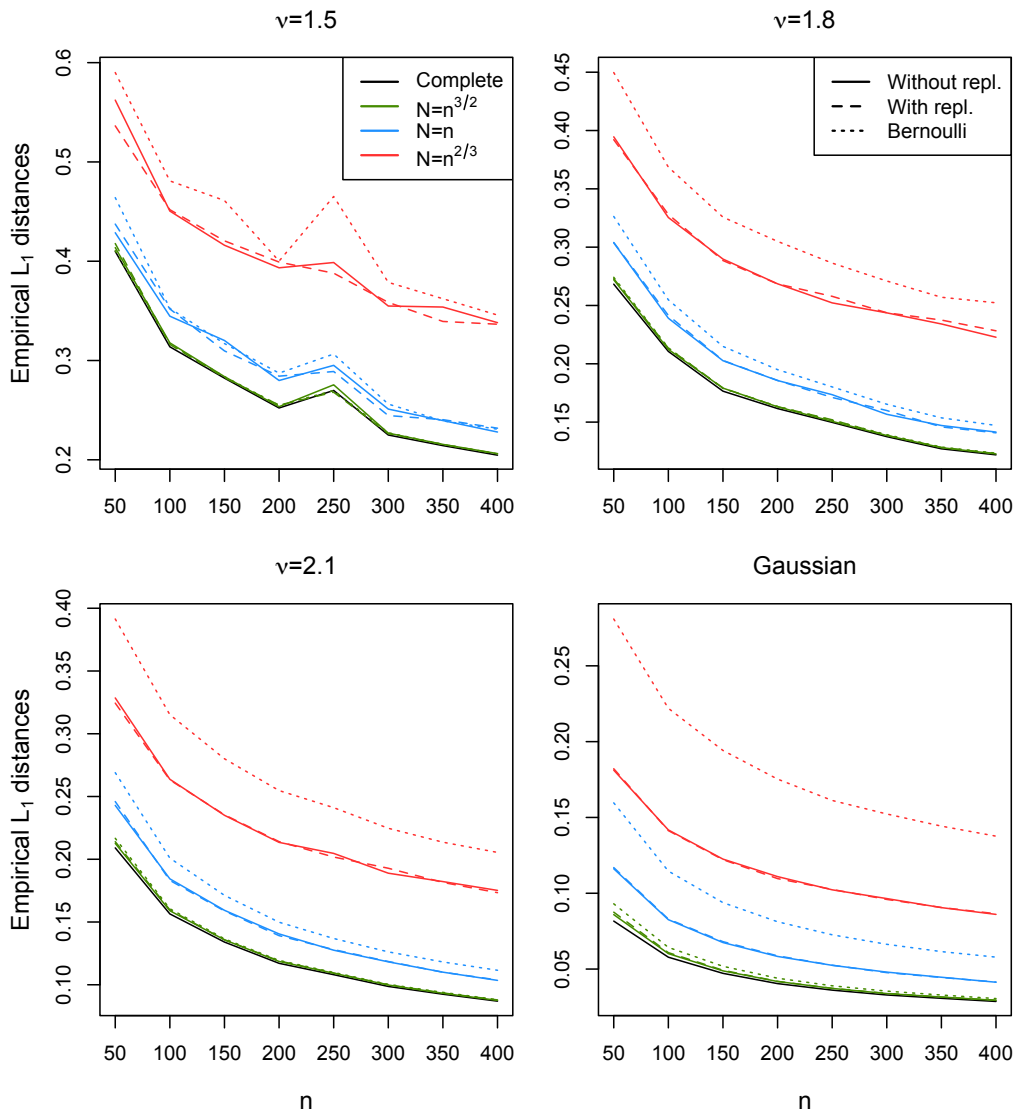 ν=1.5
ν=1.8
Empirical L₁ distances
0.2 0.3 0.4 0.5 0.6
Complete
N=n^{3/2}
N=n
N=n^{2/3}
50 100 150 200 250 300 350 400
0.15 0.20 0.25 0.30 0.35 0.40 0.45
Without repl.
With repl.
Bernoulli
50 100 150 200 250 300 350 400
ν=2.1
Gaussian
Empirical L₁ distances
0.10 0.15 0.20 0.25 0.30 0.35 0.40
50 100 150 200 250 300 350 400
n
0.05 0.10 0.15 0.20 0.25
50 100 150 200 250 300 350 400
n